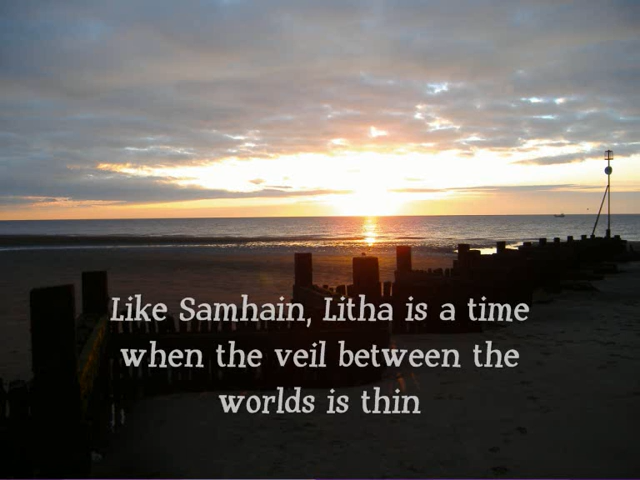 Like Samhain, Litha is a time
when the veil between the
worlds is thin